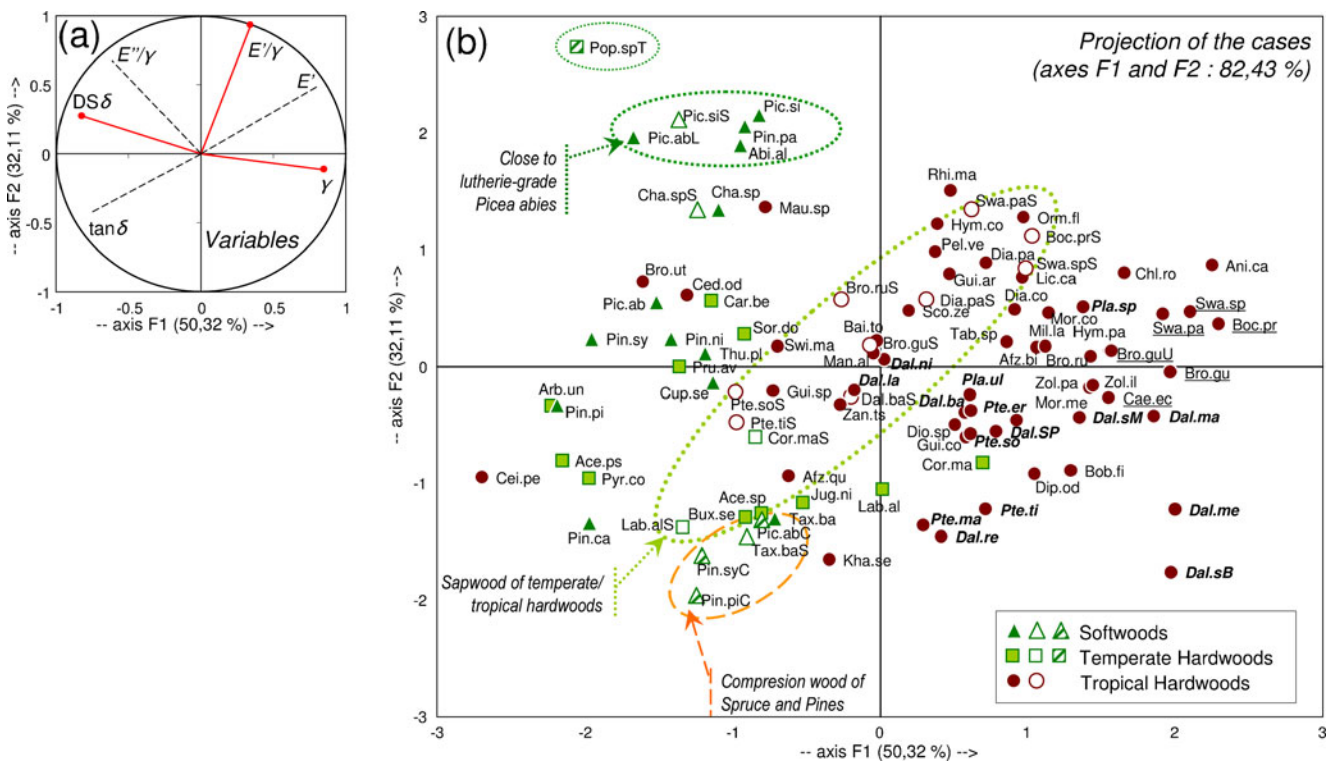 (a)
1
0.5
0
-0.5
-1
-1
0
1
E''/γ
E'/γ
E'
DSδ
γ
tanδ
Variables
-- axis F2 (32,11 %) -->
-- axis F1 (50,32 %) -->
(b)
Projection of the cases
(axes F1 and F2 : 82,43 %)
3
2
1
0
-1
-2
-3
-3
-2
-1
0
1
2
3
-- axis F2 (32,11 %) -->
-- axis F1 (50,32 %) -->
Pop.spT
Pic.siS
Pic.si
Pic.abL
Pin.pa
Abi.al
Close to
lutherie-grade
Picea abies
Cha.spS
Cha.sp
Mau.sp
Rhi.ma
Swa.paS
Hym.co
Orm.fl
Boc.prS
Pel.ve
Dia.pa
Swa.spS
Gui.ar
Lic.ca
Chl.ro
Ani.ca
Bro.ut
Ced.od
Pic.ab
Car.be
Bro.ruS
Dia.paS
Sco.ze
Dia.co
Pla.sp
Mor.co
Swa.sp
Swa.pa
Boc.pr
Pin.sy
Pin.ni
Sor.do
Thu.pl
Swi.ma
Bai.to
Bro.guS
Man.al
Dal.ni
Tab.sp
Mil.la
Hym.pa
Afz.bi
Bro.ru
Bro.guU
Pru.av
Cup.se
Arb.un
Pin.pi
Pte.soS
Gui.sp
Dal.la
Dal.baS
Zan.ts
Pla.ul
Dal.ba
Pte.er
Zol.pa
Zol.il
Bro.gu
Mor.me
Cae.ec
Pte.tiS
Cor.maS
Dio.sp
Dal.SP
Dal.sM
Dal.ma
Gui.co
Pte.so
Cor.ma
Ace.ps
Pyr.co
Cei.pe
Afz.qu
Dip.od
Bob.fi
Ace.sp
Jug.ni
Lab.al
Bux.se
Lab.alS
Tax.ba
Pic.abC
Tax.baS
Pin.ca
Pte.ti
Pte.ma
Dal.re
Dal.me
Pin.syC
Kha.se
Dal.sB
Pin.piC
Sapwood of temperate/
tropical hardwoods
Compresion wood of
Spruce and Pines
Softwoods
Temperate Hardwoods
Tropical Hardwoods